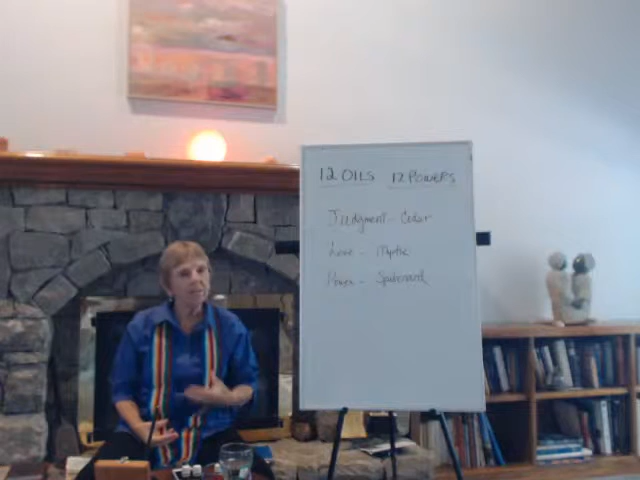 12 OILS 12 POWERS
Judgment - Cedar
Love - Myrtle
Power - Spikenard